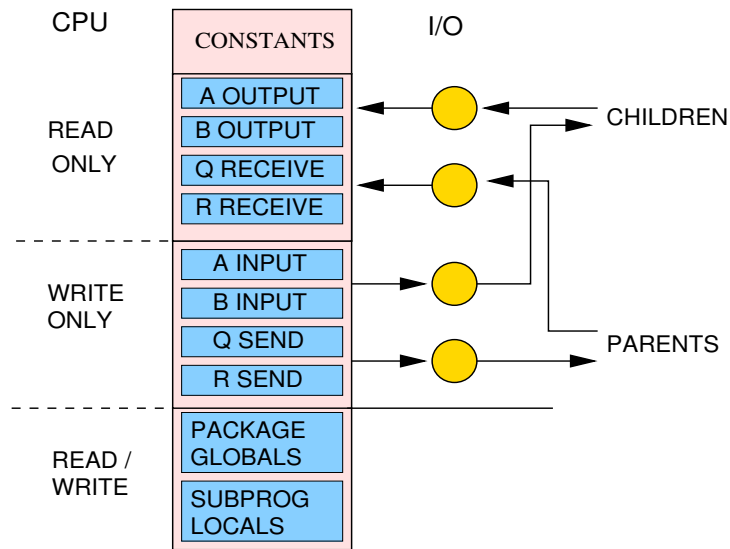 CPU
CONSTANTS
I/O
READ
ONLY
A OUTPUT
B OUTPUT
Q RECEIVE
R RECEIVE
CHILDREN
WRITE
ONLY
A INPUT
B INPUT
Q SEND
R SEND
PARENTS
READ /
WRITE
PACKAGE
GLOBALS
SUBPROG
LOCALS